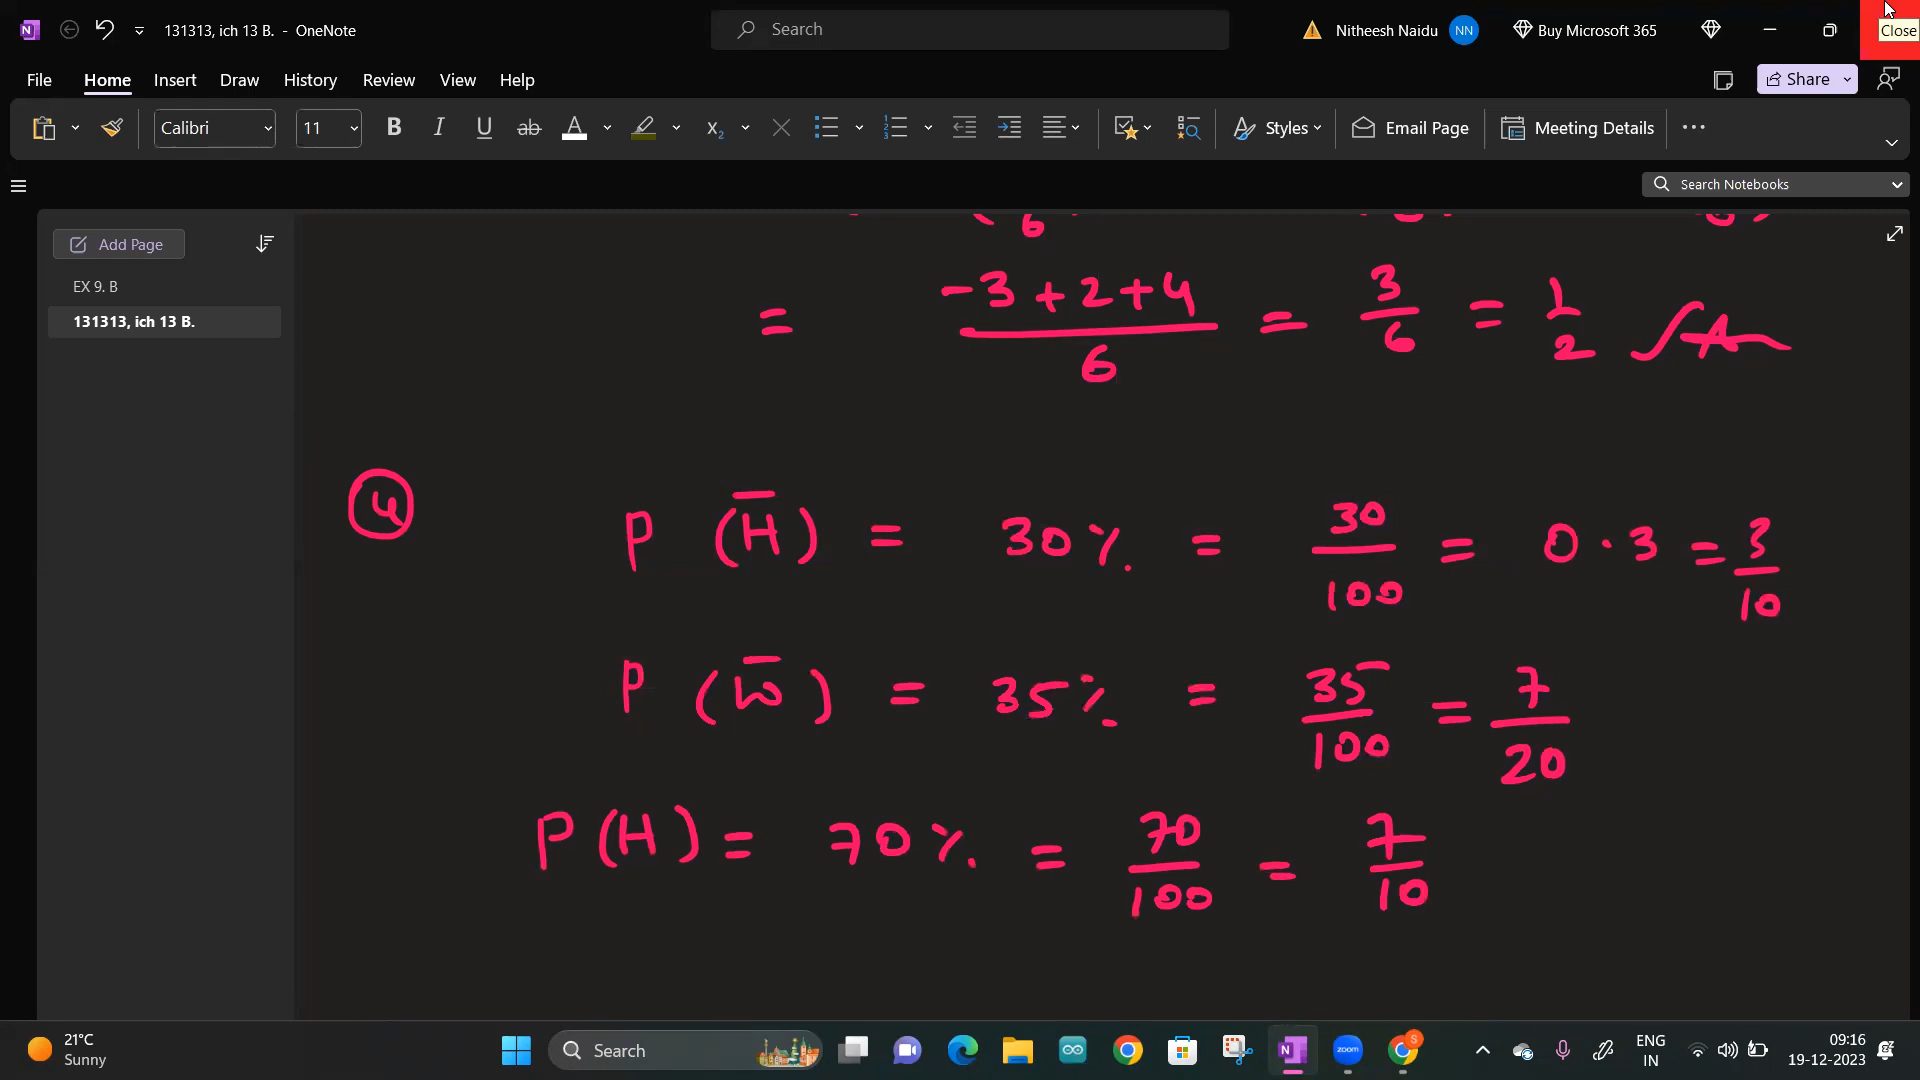 131313, ich 13 B. - OneNote
Search
Nitheesh Naidu NN
Buy Microsoft 365
Close
File Home Insert Draw History Review View Help
Share
Calibri 11 B I U ab A X₂ Styles Email Page Meeting Details
Search Notebooks
Add Page
EX 9. B
131313, ich 13 B.
= -3+2+4/6 = 3/6 = 1/2
4 P(H̅) = 30% = 30/100 = 0.3 = 3/10
P(W̅) = 35% = 35/100 = 7/20
P(H) = 70% = 70/100 = 7/10
21°C
Sunny
Search
zoom
S
ENG
IN
09:16
19-12-2023